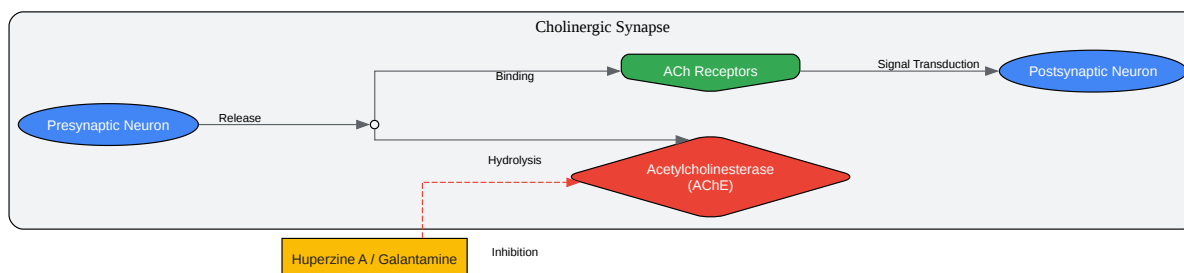 Cholinergic Synapse
Binding
ACh Receptors
Signal Transduction
Postsynaptic Neuron
Presynaptic Neuron
Release
Hydrolysis
Acetylcholinesterase
(AChE)
Huperzine A / Galantamine
Inhibition